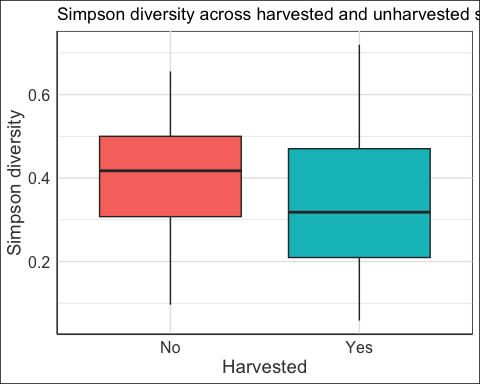 Simpson diversity across harvested and unharvested s
Simpson diversity
0.6
0.4
0.2
No
Yes
Harvested